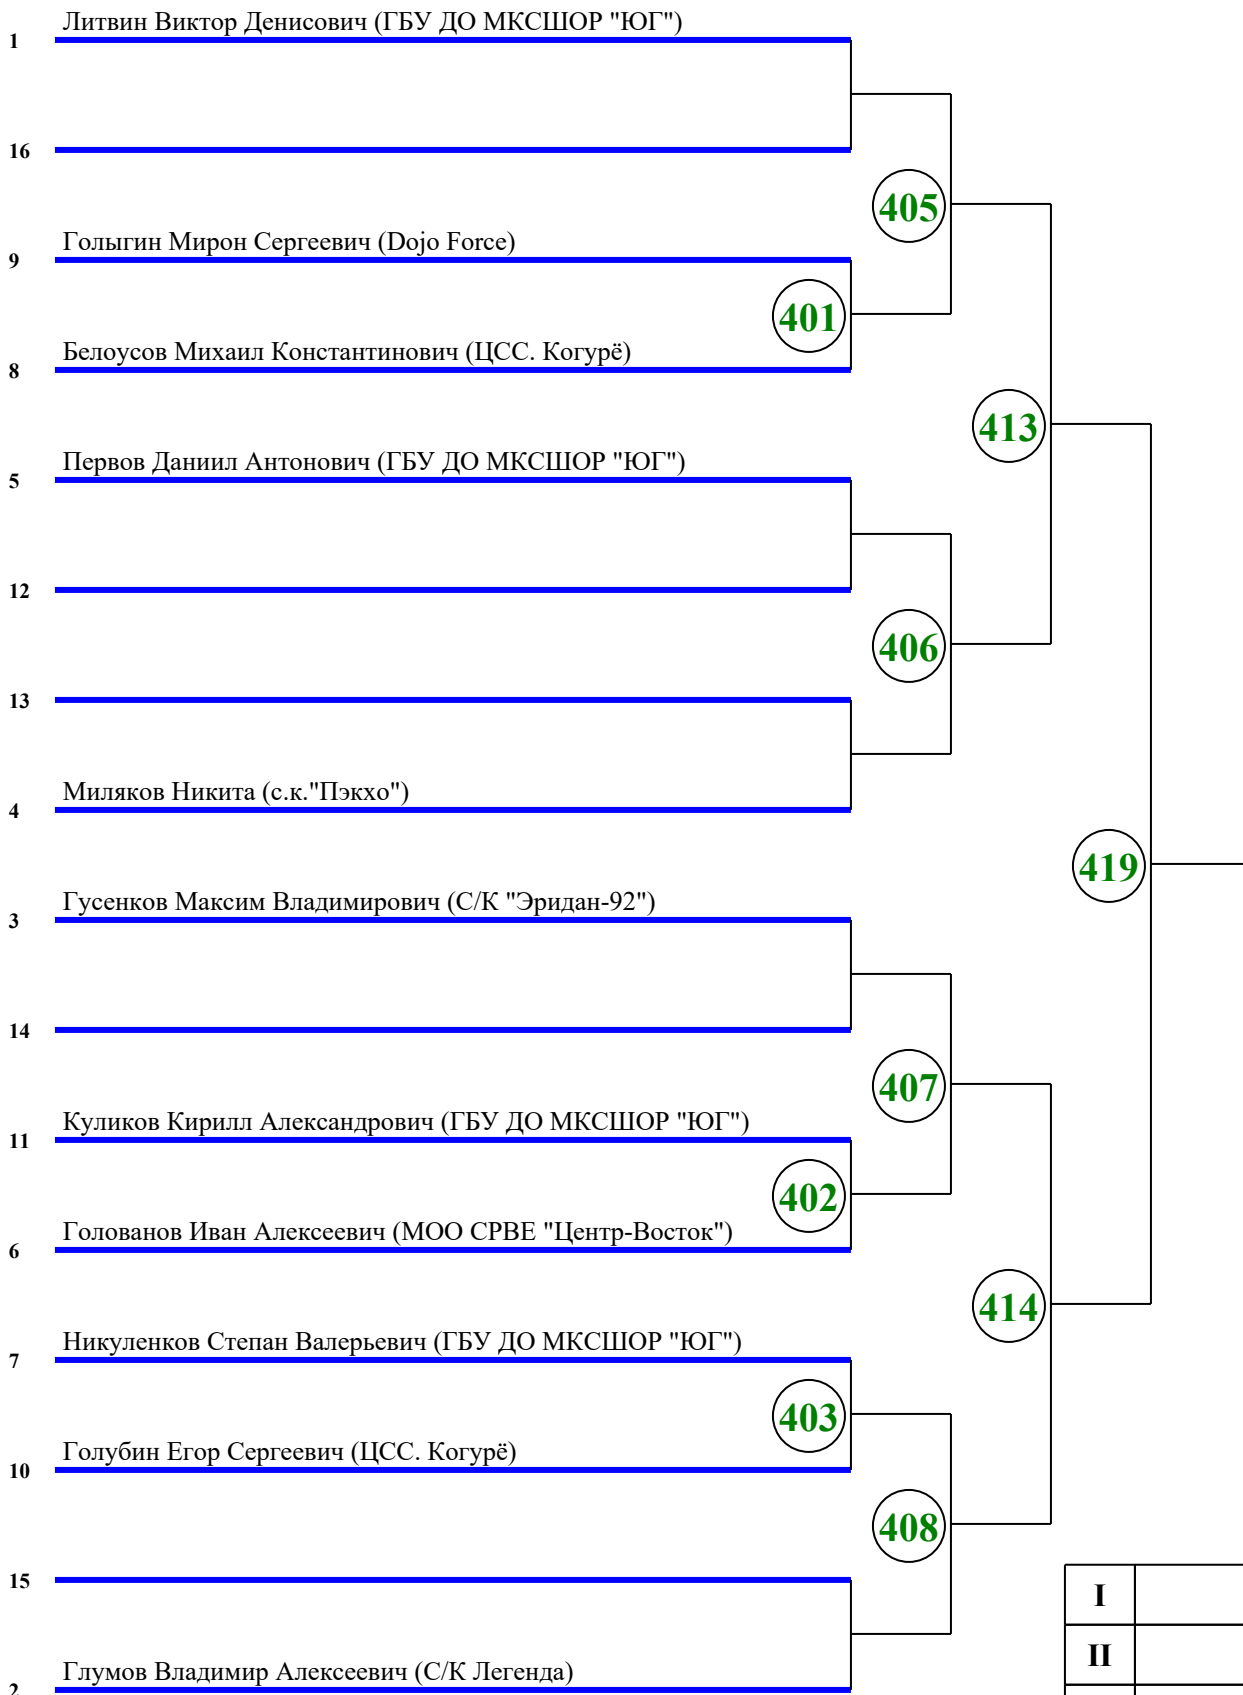 Литвин Виктор Денисович (ГБУ ДО МКСШОР "ЮГ")
1
16
405
Голыгин Мирон Сергеевич (Dojo Force)
9
401
Белоусов Михаил Константинович (ЦСС. Когурё)
8
413
Первов Даниил Антонович (ГБУ ДО МКСШОР "ЮГ")
5
12
406
13
Миляков Никита (с.к."Пэкхо")
4
419
Гусенков Максим Владимирович (С/К "Эридан-92")
3
14
407
Куликов Кирилл Александрович (ГБУ ДО МКСШОР "ЮГ")
11
402
Голованов Иван Алексеевич (МОО СРВЕ "Центр-Восток")
6
414
Никуленков Степан Валерьевич (ГБУ ДО МКСШОР "ЮГ")
7
403
Голубин Егор Сергеевич (ЦСС. Когурё)
10
408
15
I
II
Глумов Владимир Алексеевич (С/К Легенда)
2